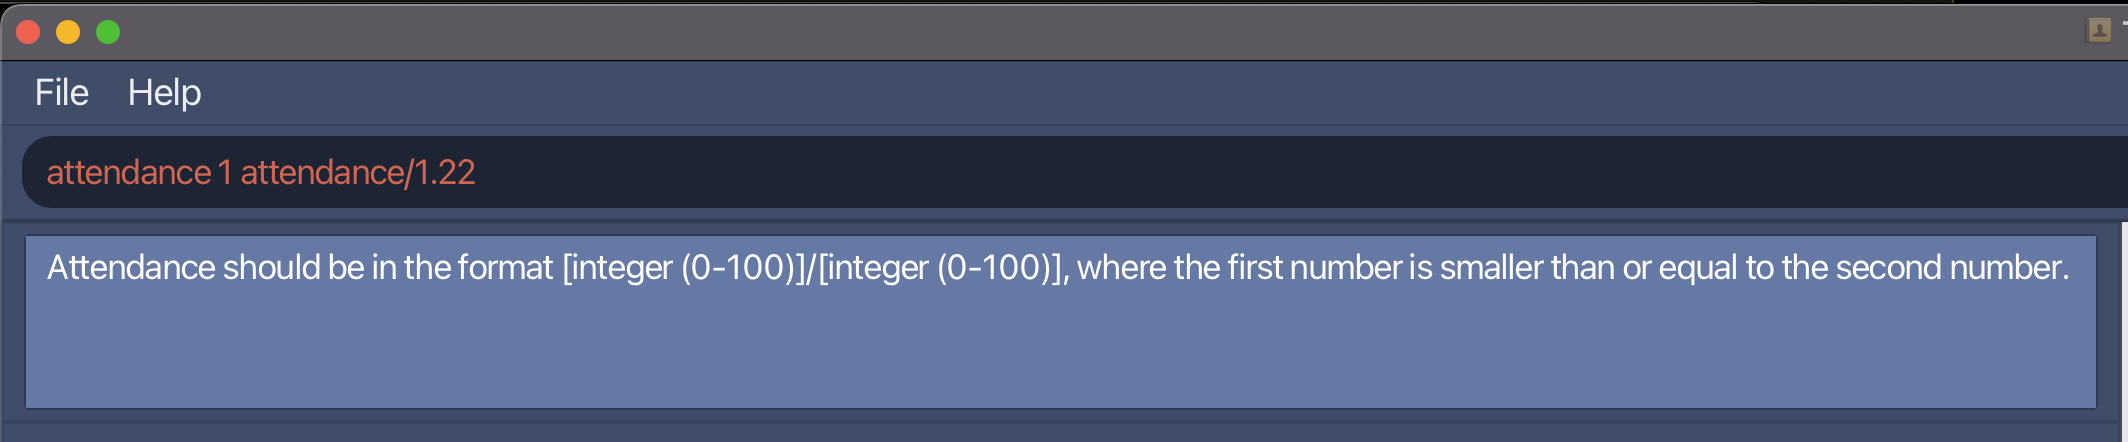 File Help
attendance 1 attendance/1.22
Attendance should be in the format [integer (0-100)]/[integer (0-100)], where the first number is smaller than or equal to the second number.